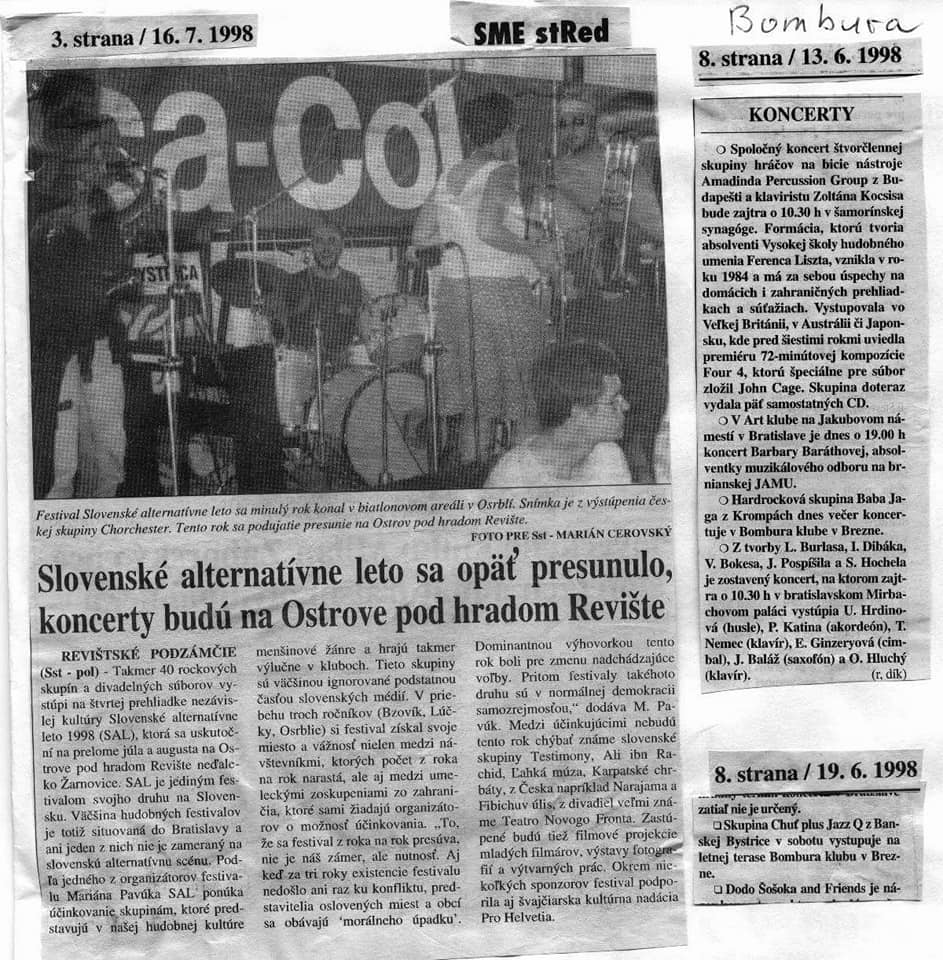 3. strana / 16. 7. 1998
SME stRed
Bombura
8. strana / 13. 6. 1998
sa-Col
YSTRICA
Festival Slovenské alternatívne leto sa minulý rok konal v biatlonovom areáli v Osrblí. Snímka je z výstúpenia čes-
kej skupiny Chorchester. Tento rok sa podujatie presunie na Ostrov pod hradom Revište.
FOTO PRE Sst - MARIÁN CEROVSKÝ
Slovenské alternatívne leto sa opäť presunulo,
koncerty budú na Ostrove pod hradom Revište
REVIŠTSKÉ PODZÁMČIE
(Sst - pol) - Takmer 40 rockových
skupín a divadelných súborov vy-
stúpi na štvrtej prehliadke nezávis-
lej kultúry Slovenské alternatívne
leto 1998 (SAL), ktorá sa uskutoč-
ní na prelome júla a augusta na Os-
trove pod hradom Revište neďale-
ko Žarnovice. SAL je jediným fes-
tivalom svojho druhu na Sloven-
sku. Väčšina hudobných festivalov
je totiž situovaná do Bratislavy a
ani jeden z nich nie je zameraný na
slovenskú alternatívnu scénu. Pod-
ľa jedného z organizátorov festiva-
lu Mariána Pavúka SAL ponúka
účinkovanie skupinám, ktoré pred-
stavujú v našej hudobnej kultúre
menšinové žánre a hrajú takmer
výlučne v kluboch. Tieto skupiny
sú väčšinou ignorované podstatnou
časťou slovenských médií. V prie-
behu troch ročníkov (Bzovík, Lúč-
ky, Osrblie) si festival získal svoje
miesto a vážnosť nielen medzi ná-
vštevníkmi, ktorých počet z roka
na rok narastá, ale aj medzi ume-
leckými zoskupeniami zo zahrani-
čia, ktoré sami žiadajú organizáto-
rov o možnosť účinkovania. „To,
že sa festival z roka na rok presúva,
nie je náš zámer, ale nutnosť. Aj
keď za tri roky existencie festivalu
nedošlo ani raz ku konfliktu, pred-
stavitelia oslovených miest a obcí
sa obávajú ‘morálneho úpadku’.
Dominantnou výhovorkou tento
rok boli pre zmenu nadchádzajúce
voľby. Pritom festivaly takéhoto
druhu sú v normálnej demokracii
samozrejmosťou,“ dodáva M. Pa-
vúk. Medzi účinkujúcimi nebudú
tento rok chýbať známe slovenské
skupiny Testimony, Ali ibn Ra-
chid, Ľahká múza, Karpatské chr-
báty, z Česka napríklad Narajama a
Fibichuv úlis, z divadiel veľmi zná-
me Teatro Novogo Fronta. Zastú-
pené budú tiež filmové projekcie
mladých filmárov, výstavy fotogra-
fií a výtvarných prác. Okrem nie-
koľkých sponzorov festival podpo-
rila aj švajčiarska kultúrna nadácia
Pro Helvetia.
KONCERTY
❍ Spoločný koncert štvorčlennej
skupiny hráčov na bicie nástroje
Amadinda Percussion Group z Bu-
dapešti a klaviristu Zoltána Kocsisa
bude zajtra o 10.30 h v šamorínskej
synagóge. Formácia, ktorú tvoria
absolventi Vysokej školy hudobného
umenia Ferenca Liszta, vznikla v ro-
ku 1984 a má za sebou úspechy na
domácich i zahraničných prehliad-
kach a súťažiach. Vystupovala vo
Veľkej Británii, v Austrálii či Japon-
sku, kde pred šiestimi rokmi uviedla
premiéru 72-minútovej kompozície
Four 4, ktorú špeciálne pre súbor
zložil John Cage. Skupina doteraz
vydala päť samostatných CD.
❍ V Art klube na Jakubovom ná-
mestí v Bratislave je dnes o 19.00 h
koncert Barbary Baráthovej, absol-
ventky muzikálového odboru na br-
nianskej JAMU.
❍ Hardrocková skupina Baba Ja-
ga z Krompách dnes večer koncer-
tuje v Bombura klube v Brezne.
❍ Z tvorby L. Burlasa, I. Dibáka,
V. Bokesa, J. Pospíšila a S. Hochela
je zostavený koncert, na ktorom zajt-
ra o 10.30 h v bratislavskom Mirba-
chovom paláci vystúpia U. Hrdino-
vá (husle), P. Katina (akordeón), T.
Nemec (klavír), E. Ginzeryová (cim-
bal), J. Baláž (saxofón) a O. Hluchý
(klavír). (r, dik)
8. strana / 19. 6. 1998
zatiaľ nie je určený.
❏ Skupina Chuť plus Jazz Q z Ban-
skej Bystrice v sobotu vystupuje na
letnej terase Bombura klubu v Brez-
ne.
❏ Dodo Šošoka and Friends je ná-